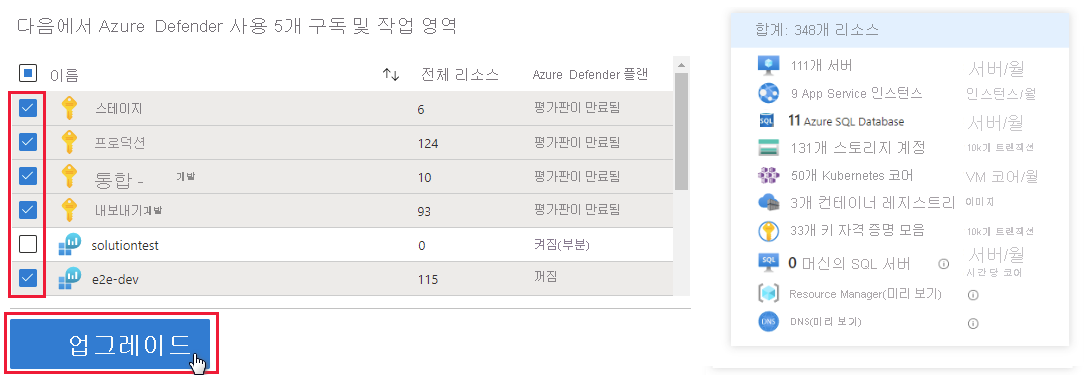 다음에서 Azure Defender 사용 5개 구독 및 작업 영역
이름 전체 리소스 Azure Defender 플랜
스테이지 6 평가판이 만료됨
프로덕션 124 평가판이 만료됨
통합 - 개발 10 평가판이 만료됨
내보내기개발 93 평가판이 만료됨
solutiontest 0 켜짐(부분)
e2e-dev 115 꺼짐
업그레이드
합계: 348개 리소스
111개 서버 서버/월
9 App Service 인스턴스 인스턴스/월
SQL 11 Azure SQL Database 서버/월
131개 스토리지 계정 10k개 트랜잭션
50개 Kubernetes 코어 VM 코어/월
3개 컨테이너 레지스트리 이미지
33개 키 자격 증명 모음 10k개 트랜잭션
SQL 0 머신의 SQL 서버 서버/월
시간당 코어
Resource Manager(미리 보기)
DNS DNS(미리 보기)